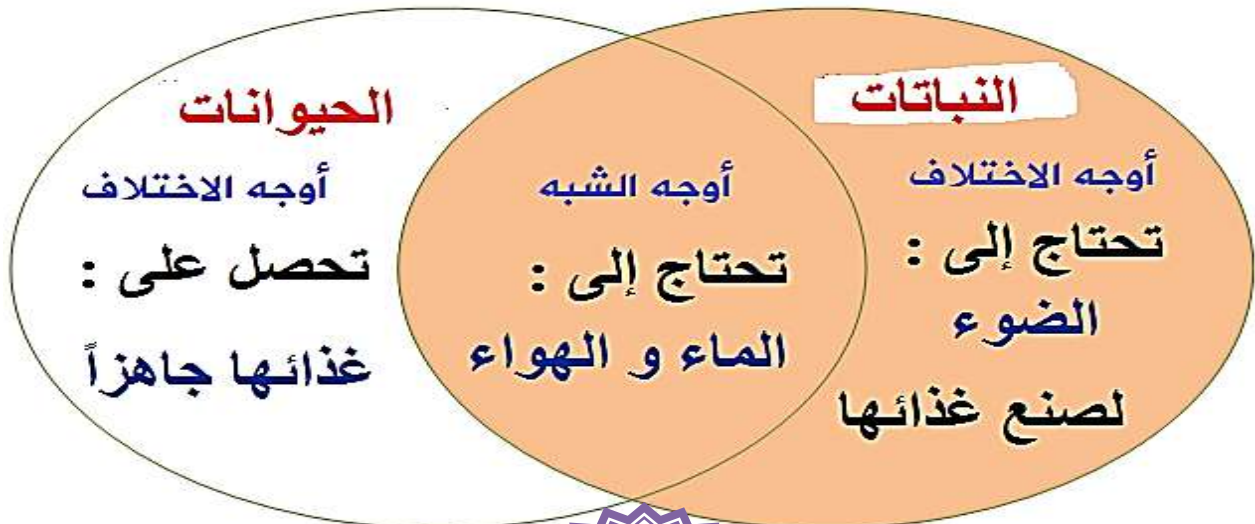 النباتات
أوجه الاختلاف
تحتاج إلى :
الضوء
لصنع غذائها
أوجه الشبه
تحتاج إلى :
الماء و الهواء
الحيوانات
أوجه الاختلاف
تحصل على :
غذائها جاهزاً